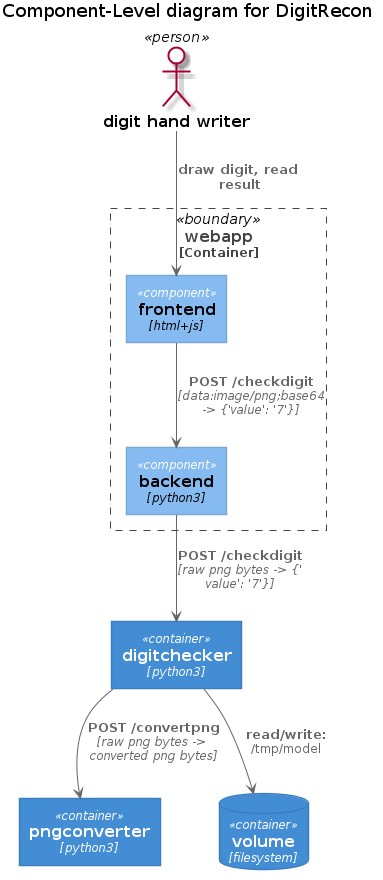 Component-Level diagram for DigitRecon
«person»
digit hand writer
draw digit, read
result
«boundary»
webapp
[Container]
«component»
frontend
[html+js]
POST /checkdigit
[data:image/png;base64
-> {'value': '7'}]
«component»
backend
[python3]
POST /checkdigit
[raw png bytes -> {'
value': '7'}]
«container»
digitchecker
[python3]
POST /convertpng
[raw png bytes ->
converted png bytes]
read/write:
/tmp/model
«container»
pngconverter
[python3]
«container»
volume
[filesystem]